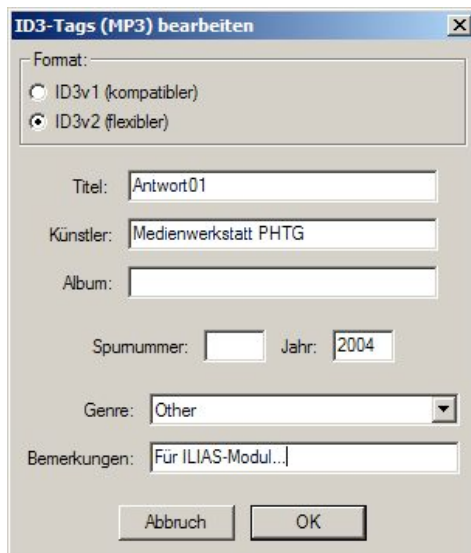 ID3-Tags (MP3) bearbeiten
Format:
ID3v1 (kompatibler)
ID3v2 (flexibler)
Titel: Antwort01
Künstler: Medienwerkstatt PHTG
Album:
Spurnummer: Jahr: 2004
Genre: Other
Bemerkungen: Für ILIAS-Modul...
Abbruch OK